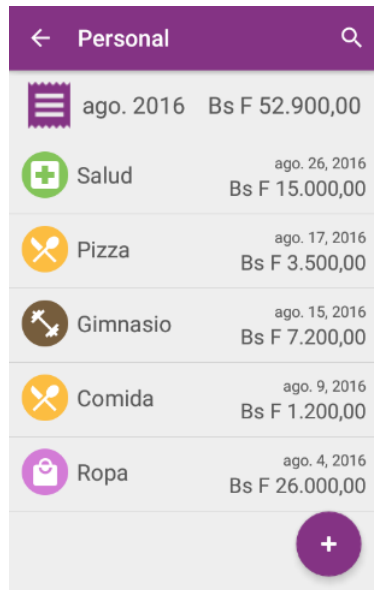 Personal
ago. 2016 Bs F 52.900,00
ago. 26, 2016
Salud
Bs F 15.000,00
ago. 17, 2016
Pizza
Bs F 3.500,00
ago. 15, 2016
Gimnasio
Bs F 7.200,00
ago. 9, 2016
Comida
Bs F 1.200,00
ago. 4, 2016
Ropa
Bs F 26.000,00